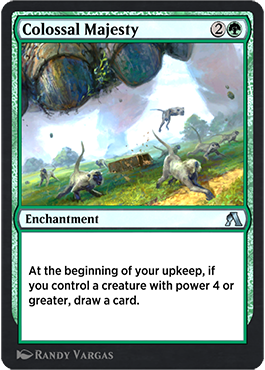 Colossal Majesty 2
Enchantment
At the beginning of your upkeep, if
you control a creature with power 4 or
greater, draw a card.
RANDY VARGAS